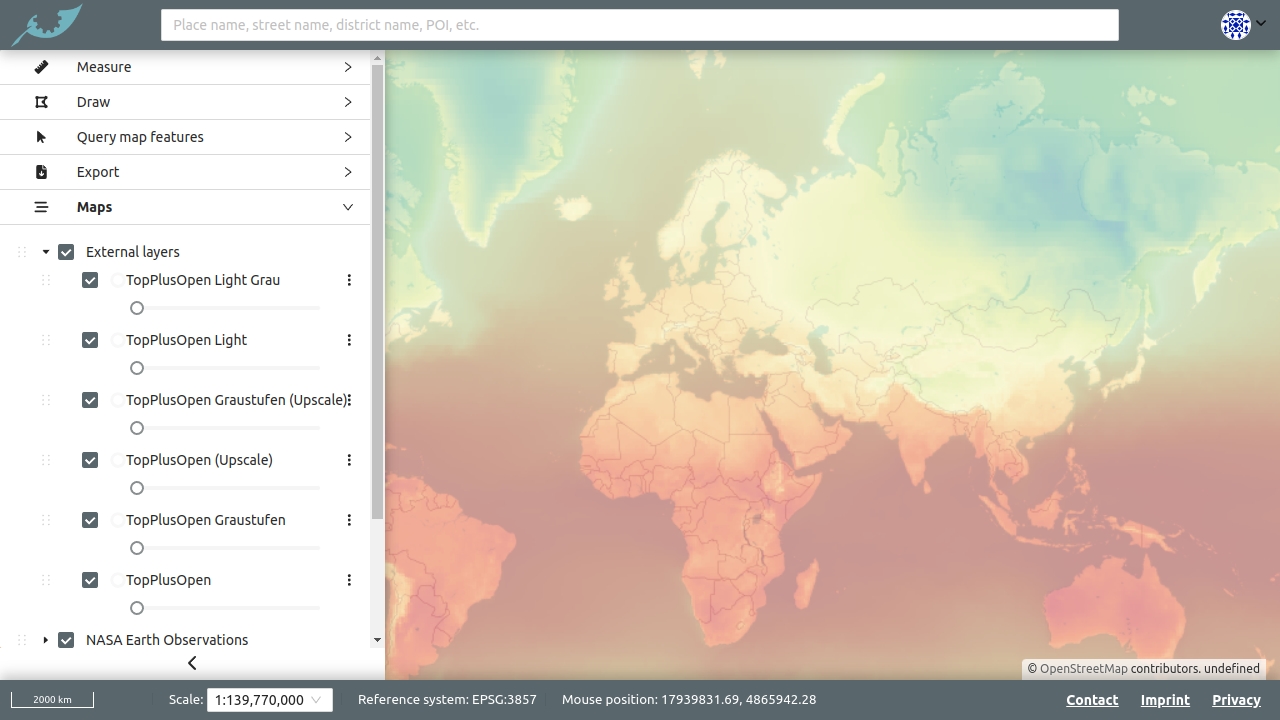 Place name, street name, district name, POI, etc.
Measure
Draw
Query map features
Export
Maps
External layers
TopPlusOpen Light Grau
TopPlusOpen Light
TopPlusOpen Graustufen (Upscale)
TopPlusOpen (Upscale)
TopPlusOpen Graustufen
TopPlusOpen
NASA Earth Observations
© OpenStreetMap contributors. undefined
2000 km
Scale: 1:139,770,000
Reference system: EPSG:3857
Mouse position: 17939831.69, 4865942.28
Contact
Imprint
Privacy